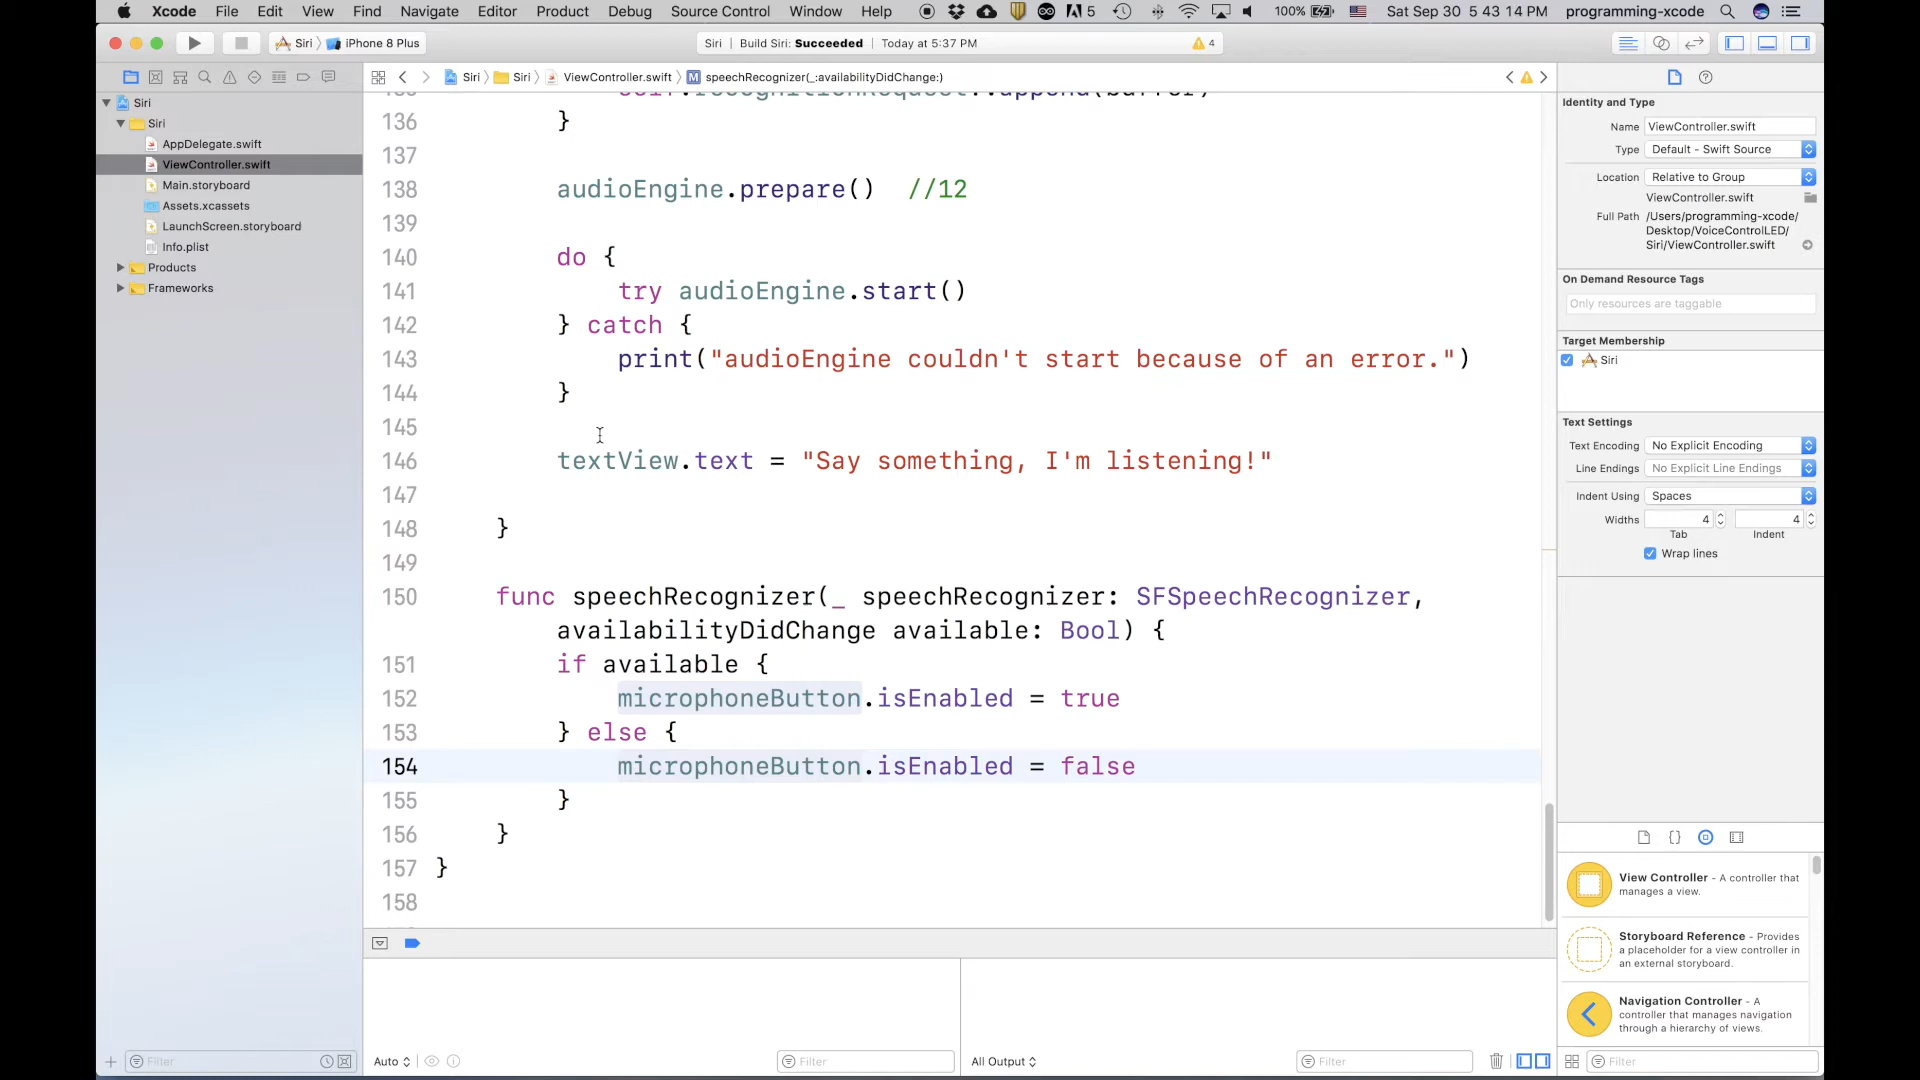 Xcode File Edit View Find Navigate Editor Product Debug Source Control Window Help 5 100% Sat Sep 30 5 43 14 PM programming-xcode
Siri iPhone 8 Plus Siri | Build Siri: Succeeded | Today at 5:37 PM 4
Siri Siri ViewController.swift M speechRecognizer(_:availabilityDidChange:)
Siri
Siri
AppDelegate.swift
ViewController.swift
Main.storyboard
Assets.xcassets
LaunchScreen.storyboard
Info.plist
Products
Frameworks
136 }
137
138 audioEngine.prepare() //12
139
140 do {
141 try audioEngine.start()
142 } catch {
143 print("audioEngine couldn't start because of an error.")
144 }
145
146 textView.text = "Say something, I'm listening!"
147
148 }
149
150 func speechRecognizer(_ speechRecognizer: SFSpeechRecognizer,
availabilityDidChange available: Bool) {
151 if available {
152 microphoneButton.isEnabled = true
153 } else {
154 microphoneButton.isEnabled = false
155 }
156 }
157 }
158
Filter
Auto
Filter
All Output
Filter
Identity and Type
Name ViewController.swift
Type Default - Swift Source
Location Relative to Group
ViewController.swift
Full Path /Users/programming-xcode/
Desktop/VoiceControlLED/
Siri/ViewController.swift
On Demand Resource Tags
Only resources are taggable
Target Membership
Siri
Text Settings
Text Encoding No Explicit Encoding
Line Endings No Explicit Line Endings
Indent Using Spaces
Widths 4 4
Tab Indent
Wrap lines
View Controller - A controller that
manages a view.
Storyboard Reference - Provides
a placeholder for a view controller in
an external storyboard.
Navigation Controller - A
controller that manages navigation
through a hierarchy of views.
Filter